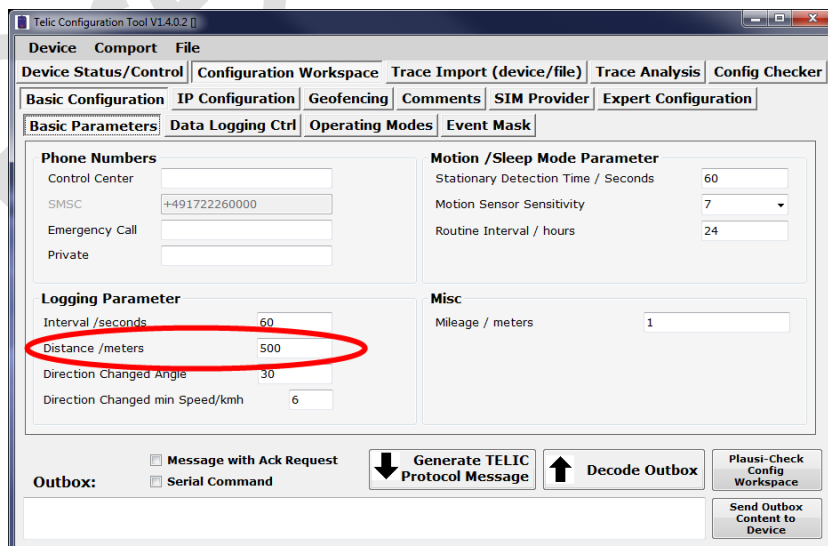 Telic Configuration Tool V1.4.0.2 []
Device Comport File
Device Status/Control Configuration Workspace Trace Import (device/file) Trace Analysis Config Checker
Basic Configuration IP Configuration Geofencing Comments SIM Provider Expert Configuration
Basic Parameters Data Logging Ctrl Operating Modes Event Mask
Phone Numbers
Control Center
SMSC +491722260000
Emergency Call
Private
Motion /Sleep Mode Parameter
Stationary Detection Time / Seconds 60
Motion Sensor Sensitivity 7
Routine Interval / hours 24
Logging Parameter
Interval /seconds 60
Distance /meters 500
Direction Changed Angle 30
Direction Changed min Speed/kmh 6
Misc
Mileage / meters 1
Outbox:
Message with Ack Request
Serial Command
Generate TELIC
Protocol Message
Decode Outbox
Plausi-Check
Config
Workspace
Send Outbox
Content to
Device